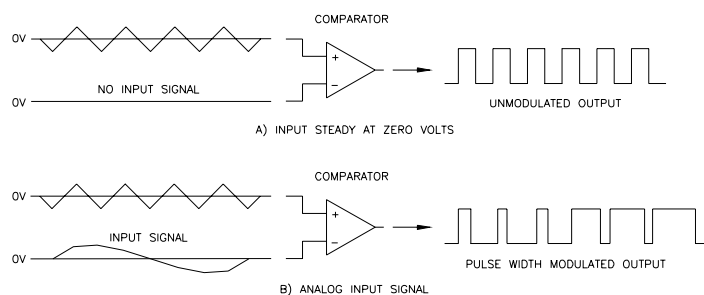 COMPARATOR
0V
+
−
NO INPUT SIGNAL
0V
UNMODULATED OUTPUT
A) INPUT STEADY AT ZERO VOLTS
COMPARATOR
0V
+
−
INPUT SIGNAL
0V
PULSE WIDTH MODULATED OUTPUT
B) ANALOG INPUT SIGNAL